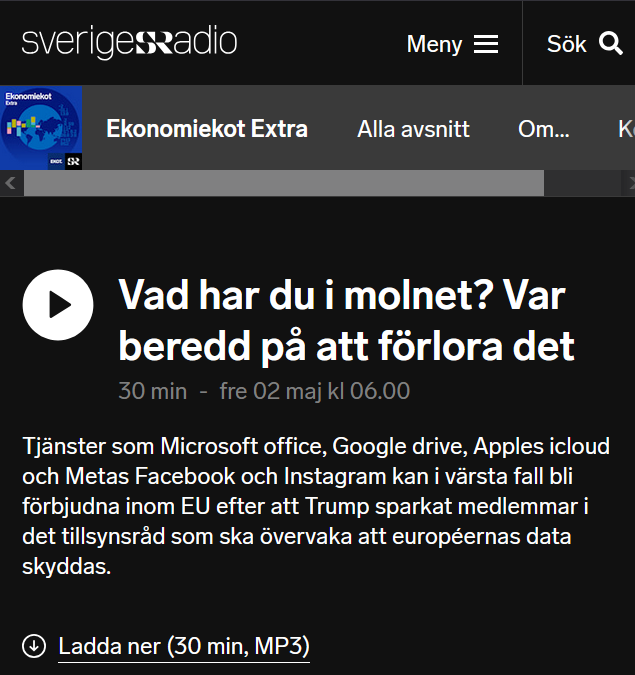 sverigesSRadio
Meny
Sök
Ekonomiekot
Extra
EKOT.
SR
Ekonomiekot Extra
Alla avsnitt
Om...
Vad har du i molnet? Var
beredd på att förlora det
30 min - fre 02 maj kl 06.00
Tjänster som Microsoft office, Google drive, Apples icloud
och Metas Facebook och Instagram kan i värsta fall bli
förbjudna inom EU efter att Trump sparkat medlemmar i
det tillsynsråd som ska övervaka att européernas data
skyddas.
Ladda ner (30 min, MP3)